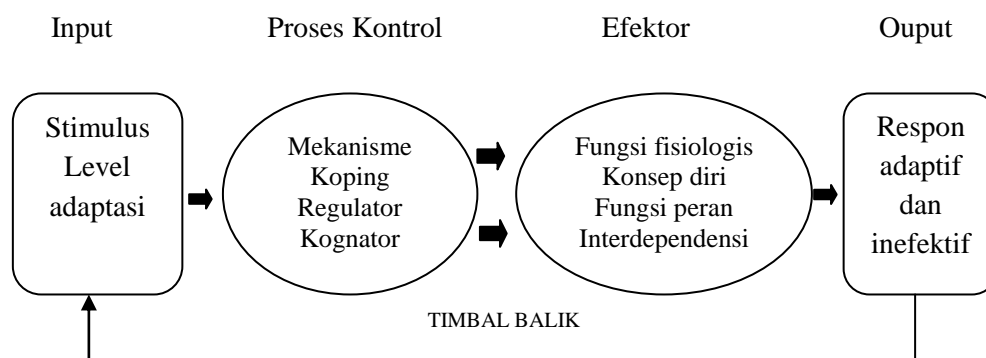 Input
Proses Kontrol
Efektor
Ouput
Stimulus
Level
adaptasi
Mekanisme
Koping
Regulator
Kognator
Fungsi fisiologis
Konsep diri
Fungsi peran
Interdependensi
Respon
adaptif
dan
inefektif
TIMBAL BALIK